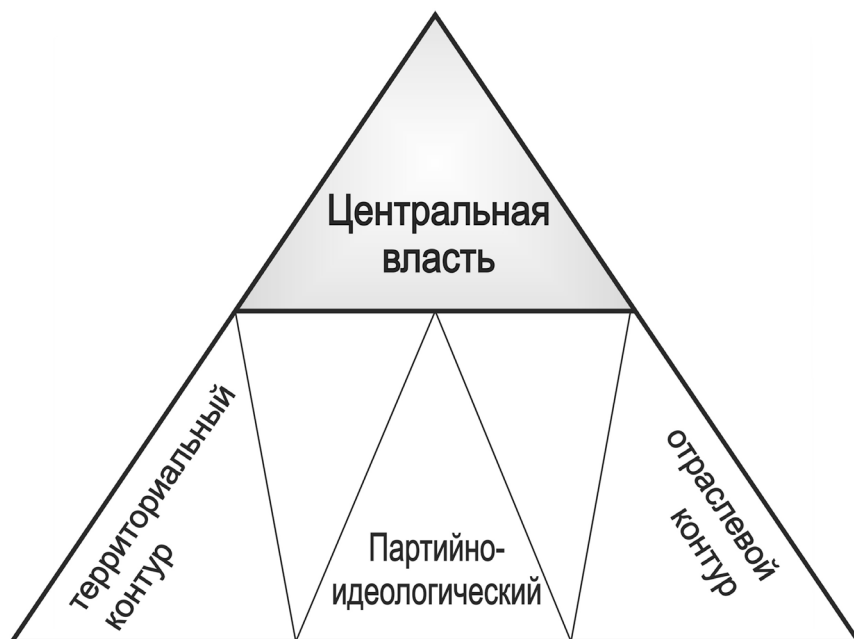 Центральная
власть
территориальный
контур
Партийно-
идеологический
отраслевой
контур